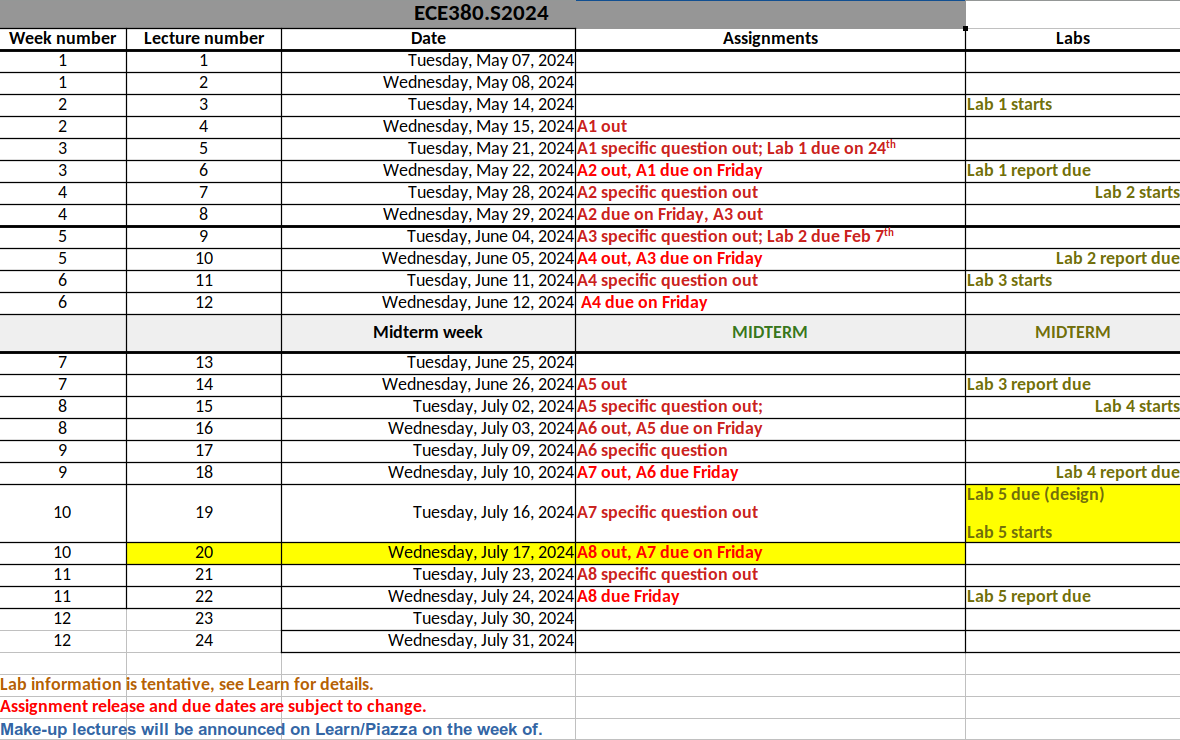 ECE380.S2024
Week number Lecture number Date Assignments Labs
1 1 Tuesday, May 07, 2024
1 2 Wednesday, May 08, 2024
2 3 Tuesday, May 14, 2024 Lab 1 starts
2 4 Wednesday, May 15, 2024 A1 out
3 5 Tuesday, May 21, 2024 A1 specific question out; Lab 1 due on 24th
3 6 Wednesday, May 22, 2024 A2 out, A1 due on Friday Lab 1 report due
4 7 Tuesday, May 28, 2024 A2 specific question out Lab 2 starts
4 8 Wednesday, May 29, 2024 A2 due on Friday, A3 out
5 9 Tuesday, June 04, 2024 A3 specific question out; Lab 2 due Feb 7th
5 10 Wednesday, June 05, 2024 A4 out, A3 due on Friday Lab 2 report due
6 11 Tuesday, June 11, 2024 A4 specific question out Lab 3 starts
6 12 Wednesday, June 12, 2024 A4 due on Friday
Midterm week MIDTERM MIDTERM
7 13 Tuesday, June 25, 2024
7 14 Wednesday, June 26, 2024 A5 out Lab 3 report due
8 15 Tuesday, July 02, 2024 A5 specific question out; Lab 4 starts
8 16 Wednesday, July 03, 2024 A6 out, A5 due on Friday
9 17 Tuesday, July 09, 2024 A6 specific question
9 18 Wednesday, July 10, 2024 A7 out, A6 due Friday Lab 4 report due
10 19 Tuesday, July 16, 2024 A7 specific question out Lab 5 due (design)
Lab 5 starts
10 20 Wednesday, July 17, 2024 A8 out, A7 due on Friday
11 21 Tuesday, July 23, 2024 A8 specific question out
11 22 Wednesday, July 24, 2024 A8 due Friday Lab 5 report due
12 23 Tuesday, July 30, 2024
12 24 Wednesday, July 31, 2024
Lab information is tentative, see Learn for details.
Assignment release and due dates are subject to change.
Make-up lectures will be announced on Learn/Piazza on the week of.